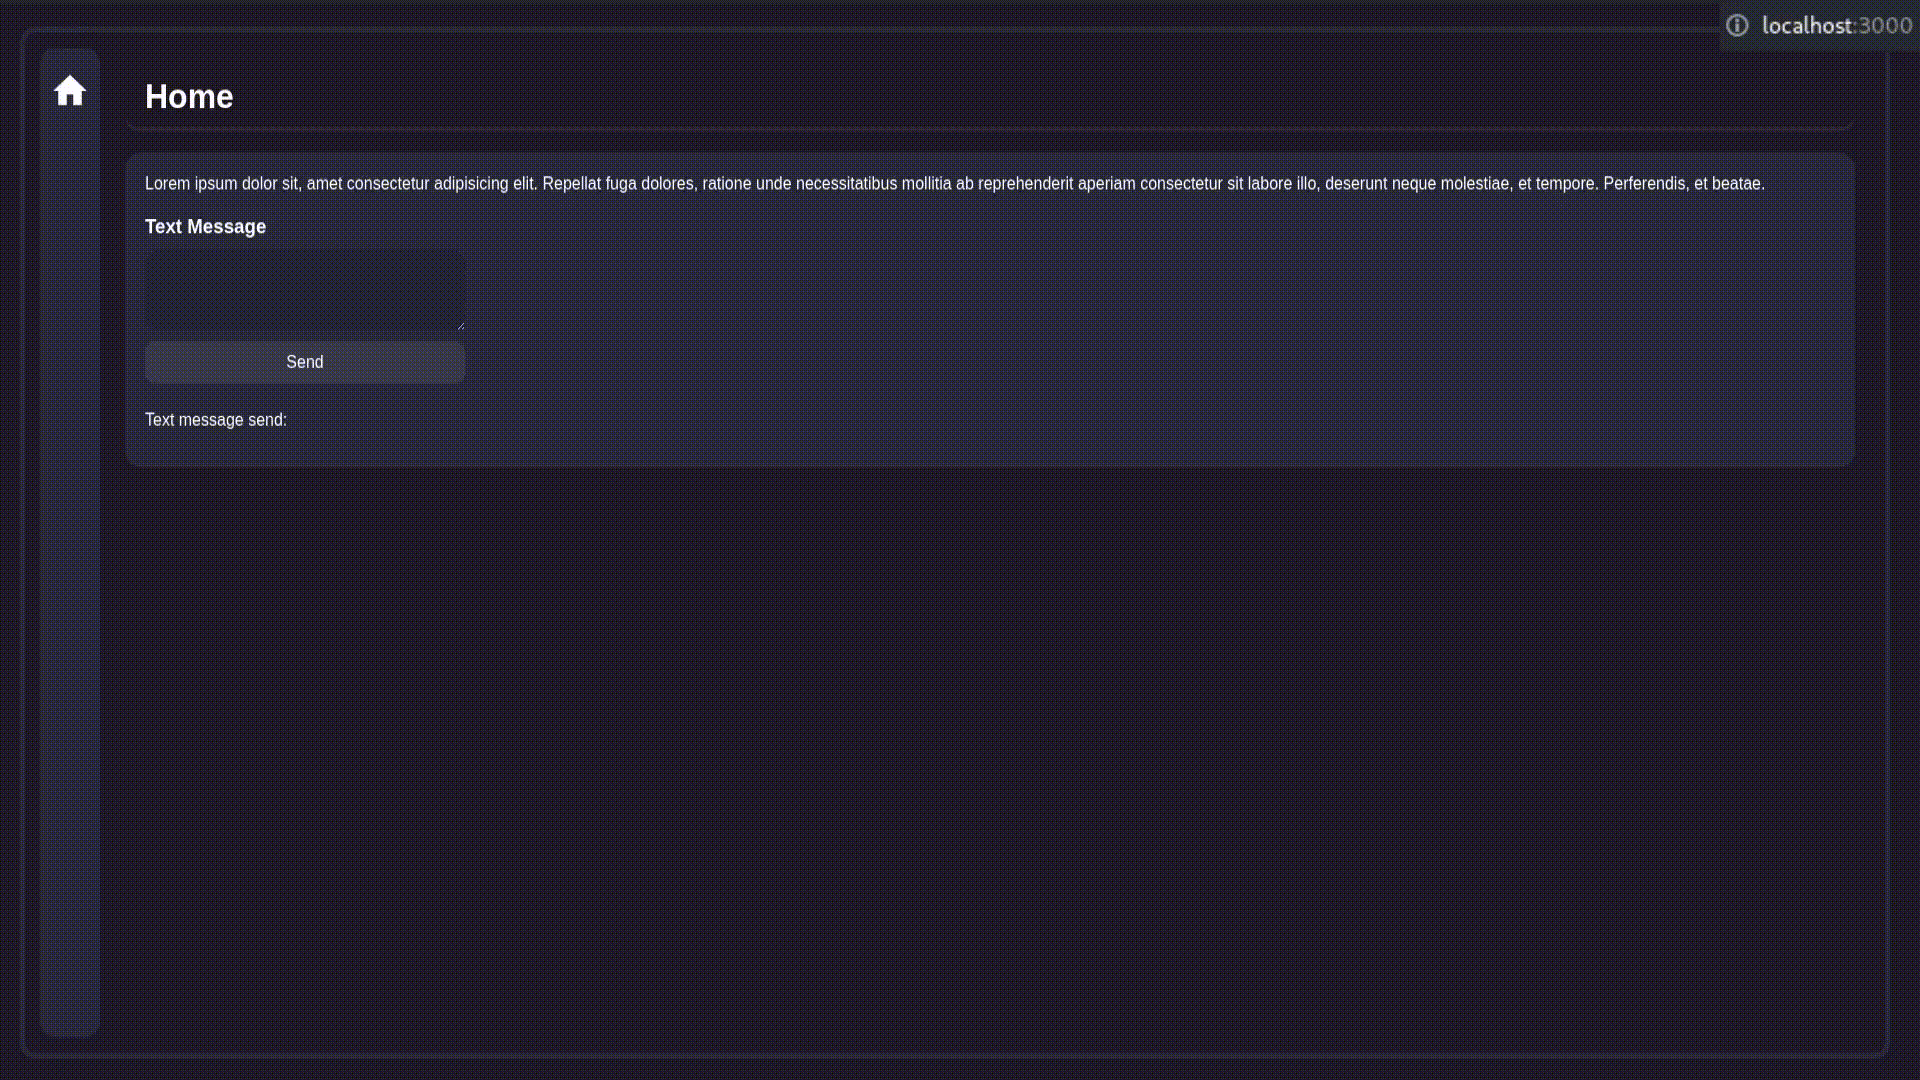 localhost:3000
Home
Lorem ipsum dolor sit, amet consectetur adipisicing elit. Repellat fuga dolores, ratione unde necessitatibus mollitia ab reprehenderit aperiam consectetur sit labore illo, deserunt neque molestiae, et tempore. Perferendis, et beatae.
Text Message
Send
Text message send: